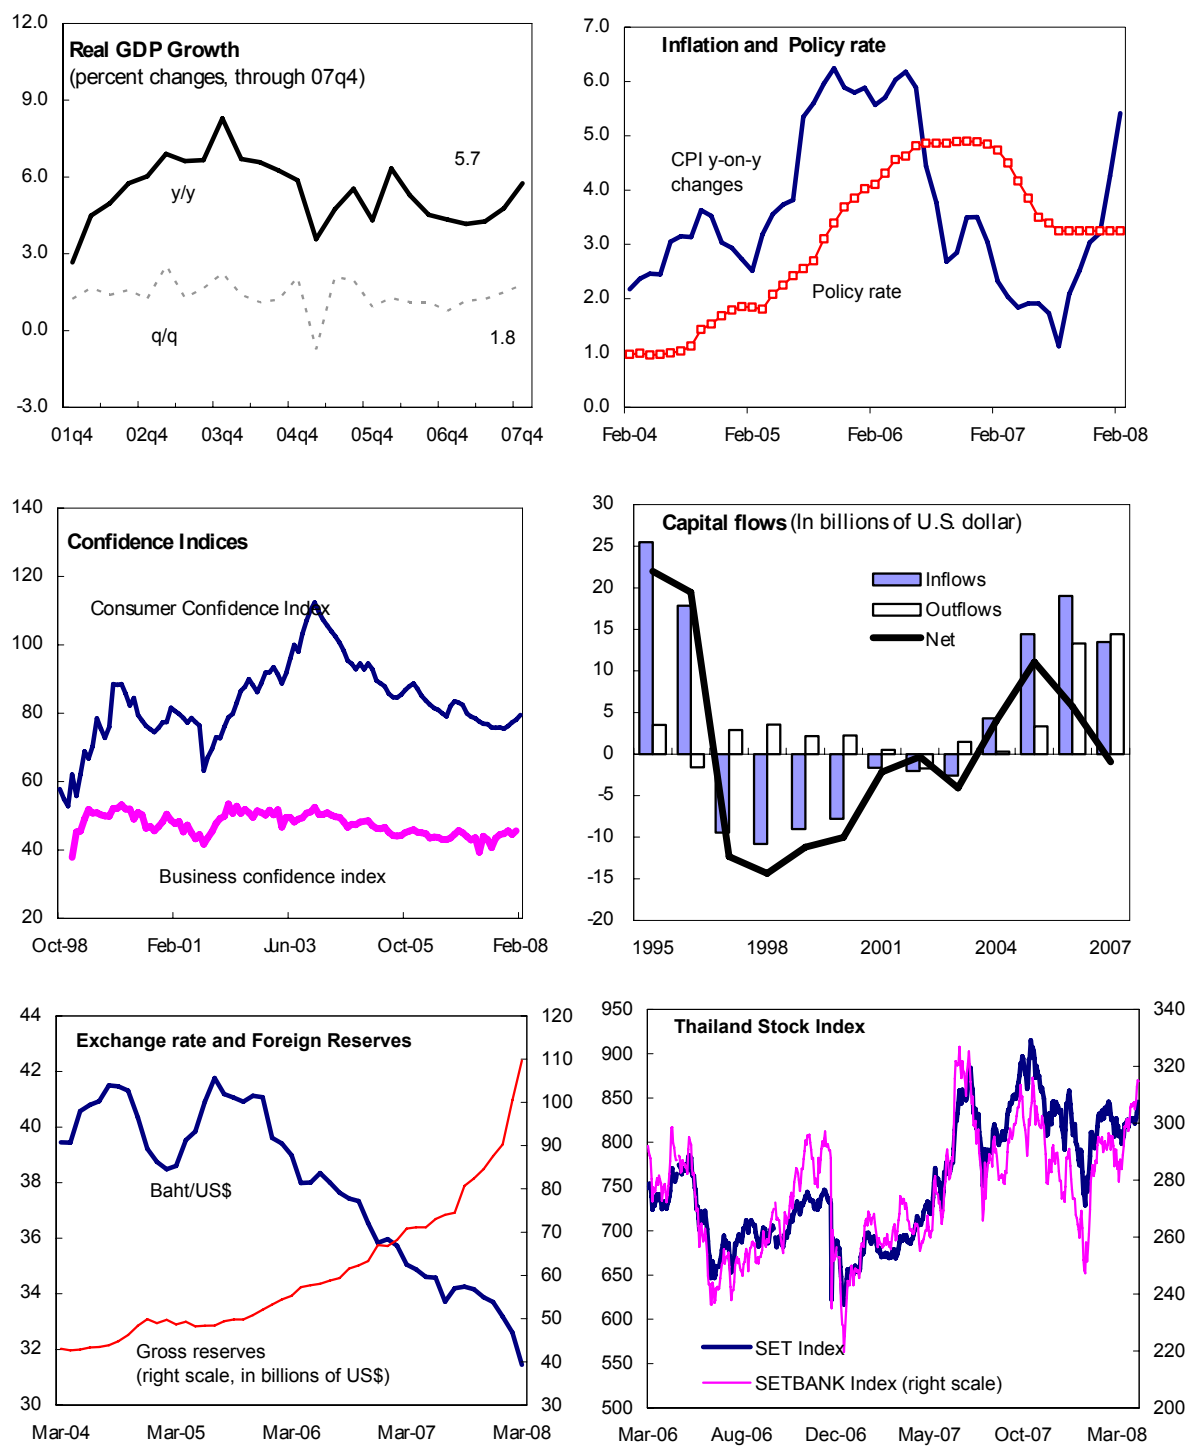 Real GDP Growth
(percent changes, through 07q4)
12.0
9.0
6.0
3.0
0.0
-3.0
5.7
y/y
q/q
1.8
01q4 02q4 03q4 04q4 05q4 06q4 07q4
Inflation and Policy rate
7.0
6.0
5.0
4.0
3.0
2.0
1.0
0.0
CPI y-on-y
changes
Policy rate
Feb-04 Feb-05 Feb-06 Feb-07 Feb-08
Confidence Indices
140
120
100
80
60
40
20
Consumer Confidence Index
Business confidence index
Oct-98 Feb-01 Jun-03 Oct-05 Feb-08
Capital flows (In billions of U.S. dollar)
30
25
20
15
10
5
0
-5
-10
-15
-20
Inflows
Outflows
Net
1995 1998 2001 2004 2007
Exchange rate and Foreign Reserves
44
42
40
38
36
34
32
30
120
110
100
90
80
70
60
50
40
30
Baht/US$
Gross reserves
(right scale, in billions of US$)
Mar-04 Mar-05 Mar-06 Mar-07 Mar-08
Thailand Stock Index
950
900
850
800
750
700
650
600
550
500
340
320
300
280
260
240
220
200
SET Index
SETBANK Index (right scale)
Mar-06 Aug-06 Dec-06 May-07 Oct-07 Mar-08